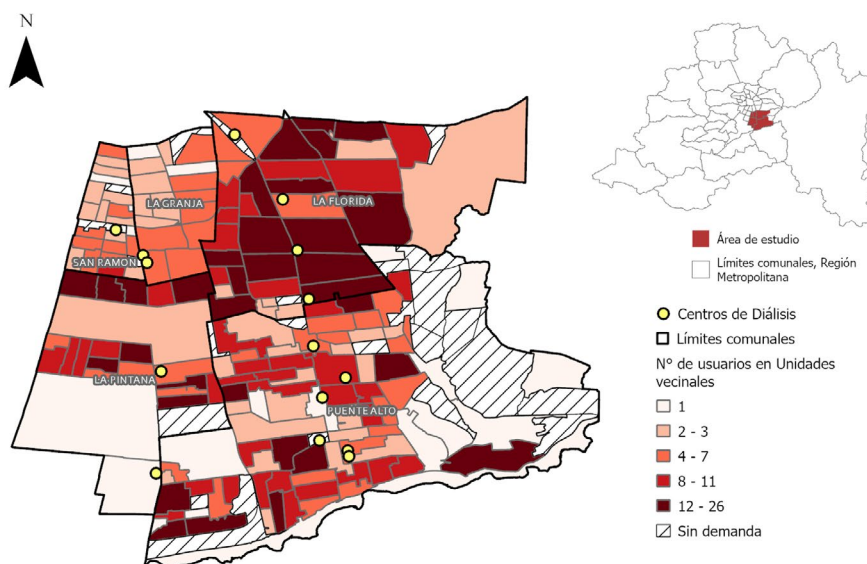 N
LA GRANJA
LA FLORIDA
SAN RAMÓN
LA PINTANA
PUENTE ALTO
Área de estudio
Límites comunales, Región
Metropolitana
Centros de Diálisis
Límites comunales
N° de usuarios en Unidades
vecinales
1
2 - 3
4 - 7
8 - 11
12 - 26
Sin demanda